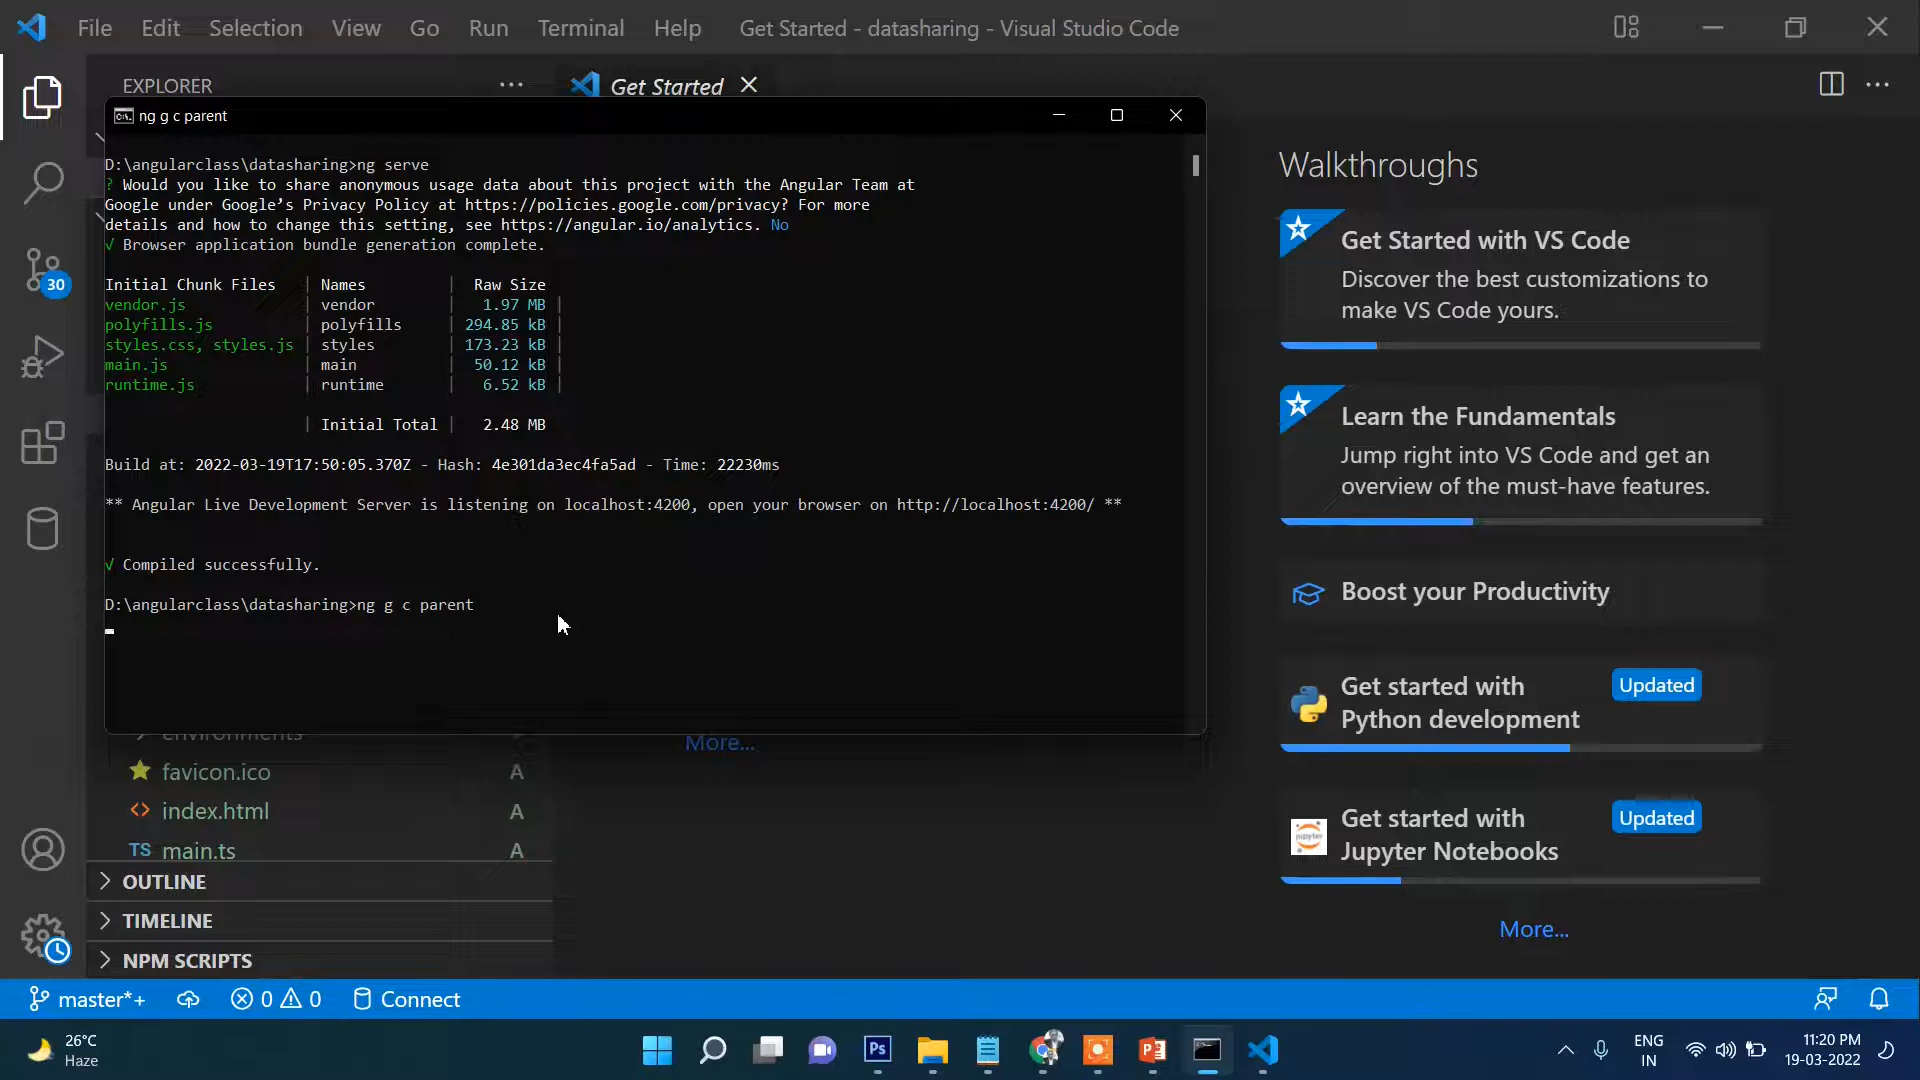 File Edit Selection View Go Run Terminal Help Get Started - datasharing - Visual Studio Code
EXPLORER
Get Started
ng g c parent
D:\angularclass\datasharing>ng serve
? Would you like to share anonymous usage data about this project with the Angular Team at
Google under Google’s Privacy Policy at https://policies.google.com/privacy? For more
details and how to change this setting, see https://angular.io/analytics. No
√ Browser application bundle generation complete.
Initial Chunk Files | Names | Raw Size
vendor.js | vendor | 1.97 MB |
polyfills.js | polyfills | 294.85 kB |
styles.css, styles.js | styles | 173.23 kB |
main.js | main | 50.12 kB |
runtime.js | runtime | 6.52 kB |
| Initial Total | 2.48 MB
Build at: 2022-03-19T17:50:05.370Z - Hash: 4e301da3ec4fa5ad - Time: 22230ms
** Angular Live Development Server is listening on localhost:4200, open your browser on http://localhost:4200/ **
√ Compiled successfully.
D:\angularclass\datasharing>ng g c parent
30
environments
More...
favicon.ico A
index.html A
TS main.ts A
OUTLINE
TIMELINE
NPM SCRIPTS
Walkthroughs
Get Started with VS Code
Discover the best customizations to
make VS Code yours.
Learn the Fundamentals
Jump right into VS Code and get an
overview of the must-have features.
Boost your Productivity
Get started with
Python development
Updated
jupyter
Get started with
Jupyter Notebooks
Updated
More...
master*+ 0 0 Connect
26°C
Haze
Ps
P
ENG
IN
11:20 PM
19-03-2022